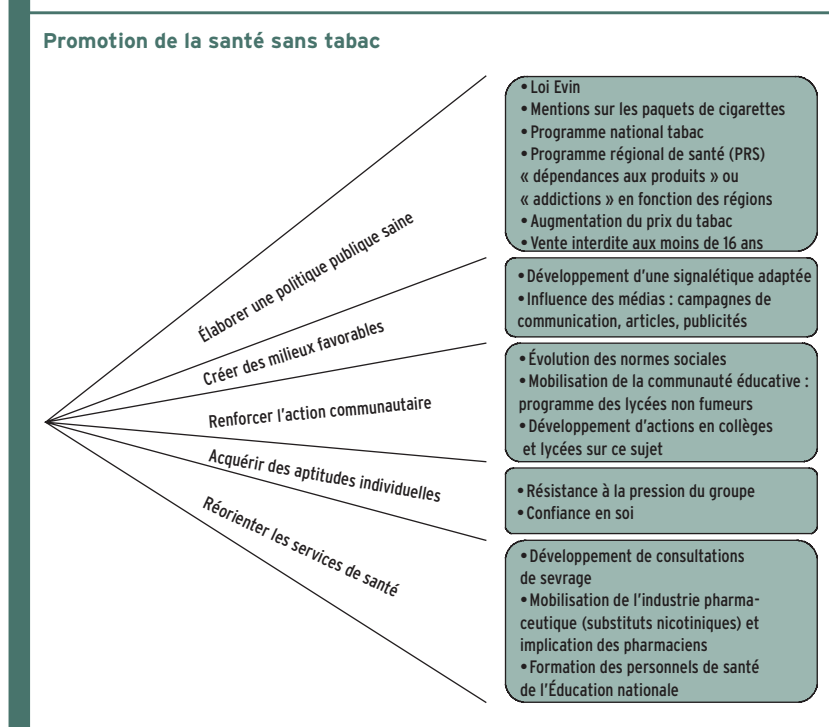 Promotion de la santé sans tabac
Élaborer une politique publique saine
• Loi Evin
• Mentions sur les paquets de cigarettes
• Programme national tabac
• Programme régional de santé (PRS)
« dépendances aux produits » ou
« addictions » en fonction des régions
• Augmentation du prix du tabac
• Vente interdite aux moins de 16 ans
Créer des milieux favorables
• Développement d'une signalétique adaptée
• Influence des médias : campagnes de
communication, articles, publicités
Renforcer l'action communautaire
• Évolution des normes sociales
• Mobilisation de la communauté éducative :
programme des lycées non fumeurs
• Développement d'actions en collèges
et lycées sur ce sujet
Acquérir des aptitudes individuelles
• Résistance à la pression du groupe
• Confiance en soi
Réorienter les services de santé
• Développement de consultations
de sevrage
• Mobilisation de l'industrie pharma-
ceutique (substituts nicotiniques) et
implication des pharmaciens
• Formation des personnels de santé
de l'Éducation nationale